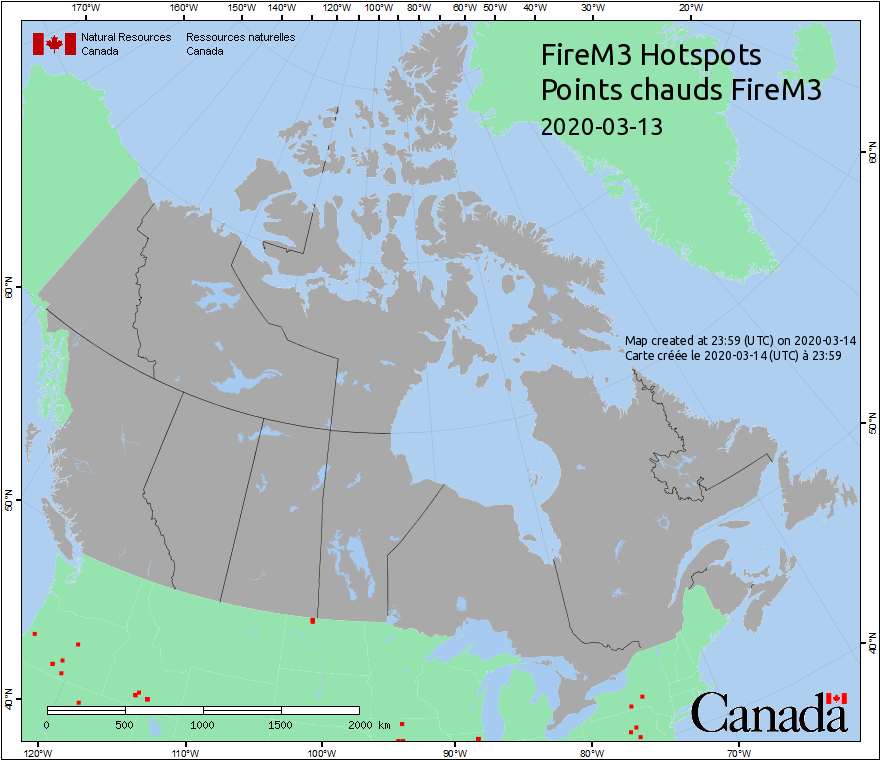 170°W 160°W 150°W 140°W 130°W 120°W 110°W 100°W 90°W 80°W 60°W 50°W 40°W 30°W 20°W
Natural Resources Ressources naturelles
Canada Canada
FireM3 Hotspots
Points chauds FireM3
2020-03-13
60°N
60°N
Map created at 23:59 (UTC) on 2020-03-14
Carte créée le 2020-03-14 (UTC) à 23:59
50°N
50°N
40°N
40°N
0 500 1000 1500 2000 km
Canada
120°W 110°W 100°W 90°W 80°W 70°W